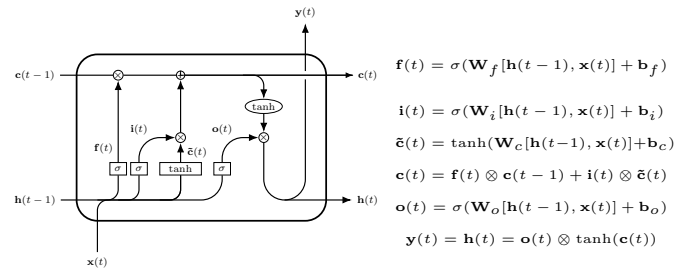 y(t)
c(t−1)
⊗
+
c(t)
tanh
i(t)
o(t)
f(t)
⊗
c̃(t)
⊗
σ
σ
tanh
σ
h(t−1)
h(t)
x(t)
f(t) = σ(W_f[h(t − 1), x(t)] + b_f)
i(t) = σ(W_i[h(t − 1), x(t)] + b_i)
c̃(t) = tanh(W_c[h(t−1), x(t)]+b_c)
c(t) = f(t) ⊗ c(t − 1) + i(t) ⊗ c̃(t)
o(t) = σ(W_o[h(t − 1), x(t)] + b_o)
y(t) = h(t) = o(t) ⊗ tanh(c(t))